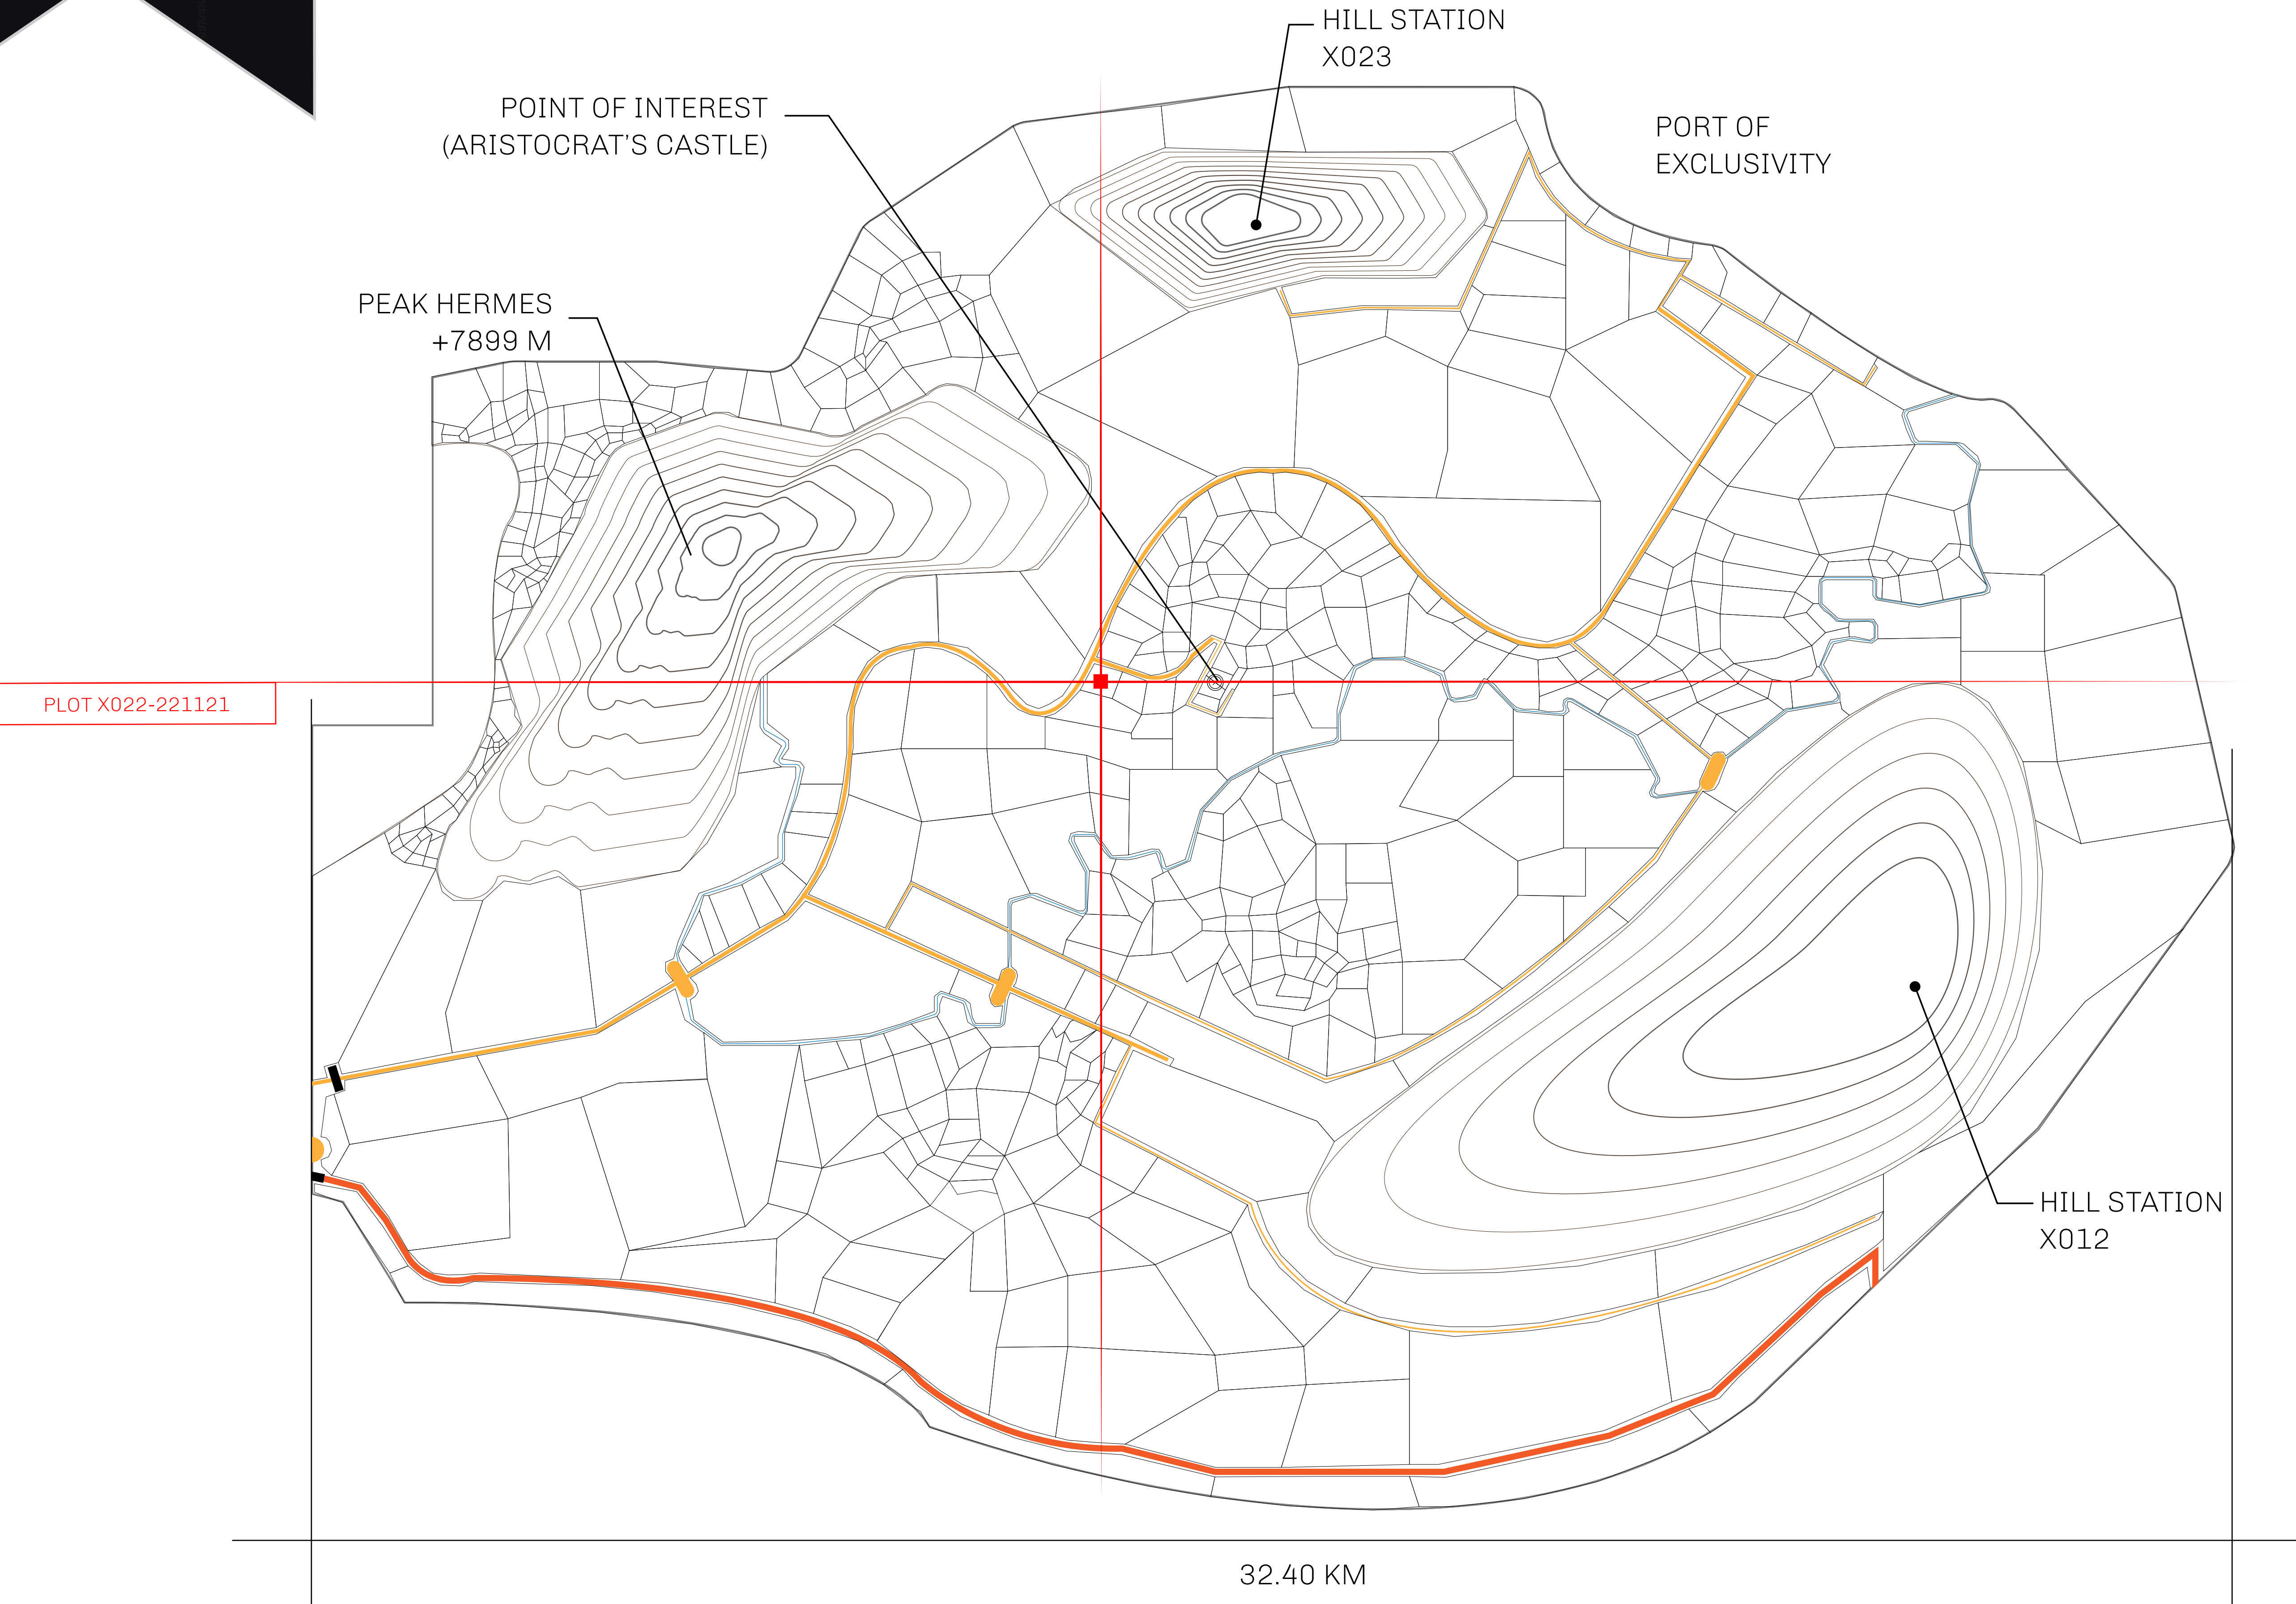 HILL STATION
X023
POINT OF INTEREST
(ARISTOCRAT'S CASTLE)
PORT OF
EXCLUSIVITY
PEAK HERMES
+7899 M
PLOT X022-221121
HILL STATION
X012
32.40 KM